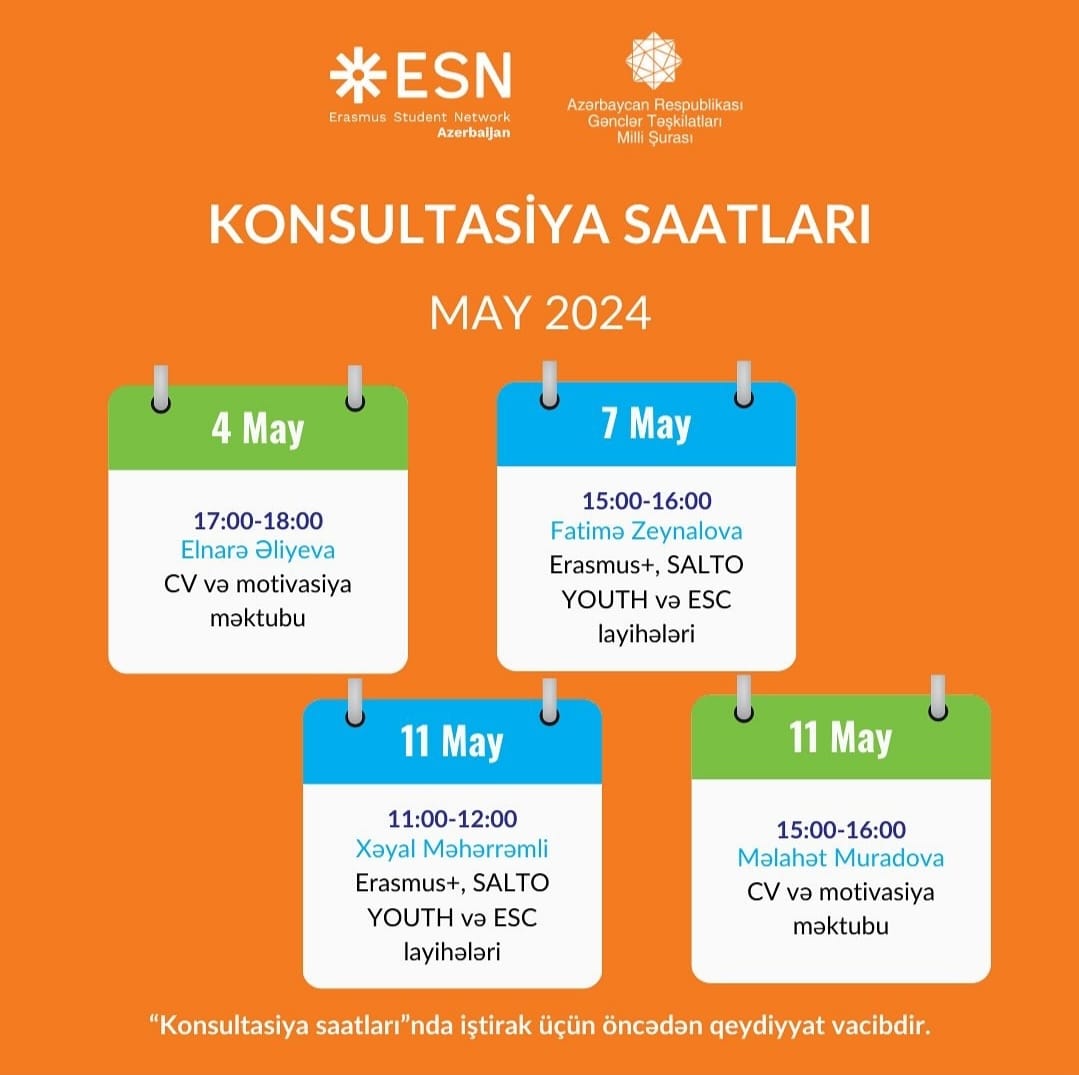 ESN
Erasmus Student Network
Azerbaijan
Azərbaycan Respublikası
Gənclər Təşkilatları
Milli Şurası
KONSULTASİYA SAATLARI
MAY 2024
4 May
17:00-18:00
Elnarə Əliyeva
CV və motivasiya
məktubu
7 May
15:00-16:00
Fatimə Zeynalova
Erasmus+, SALTO
YOUTH və ESC
layihələri
11 May
11:00-12:00
Xəyal Məhərrəmli
Erasmus+, SALTO
YOUTH və ESC
layihələri
11 May
15:00-16:00
Məlahət Muradova
CV və motivasiya
məktubu
“Konsultasiya saatları”nda iştirak üçün öncədən qeydiyyat vacibdir.